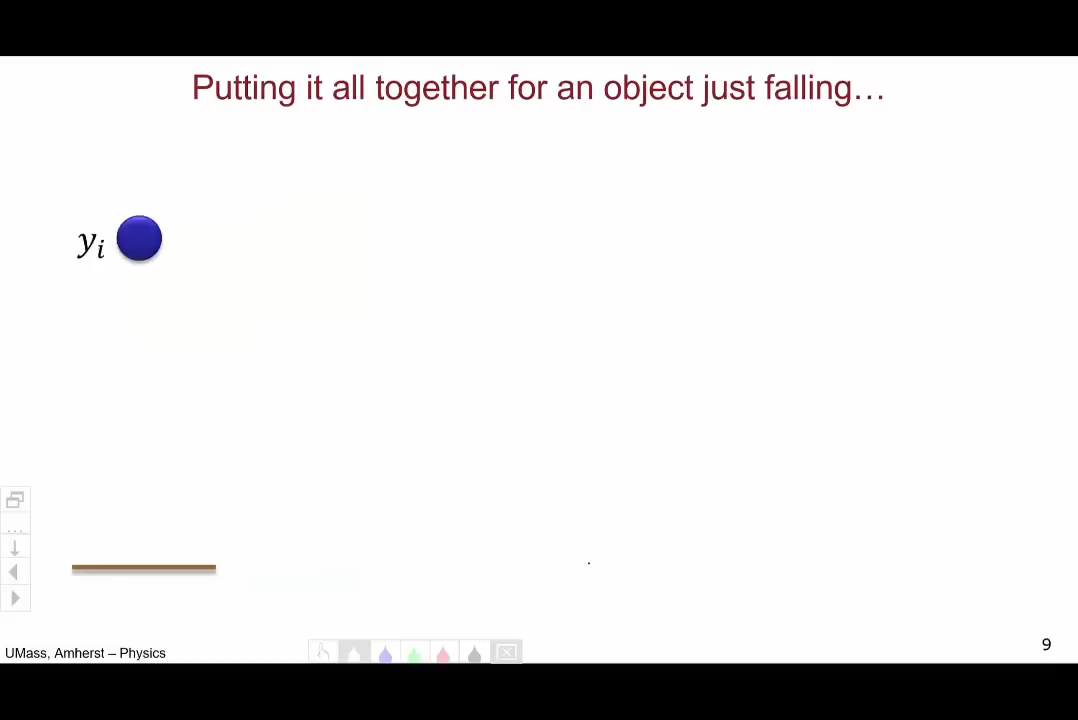 Putting it all together for an object just falling…
𝑦ᵢ
...
UMass, Amherst – Physics
9